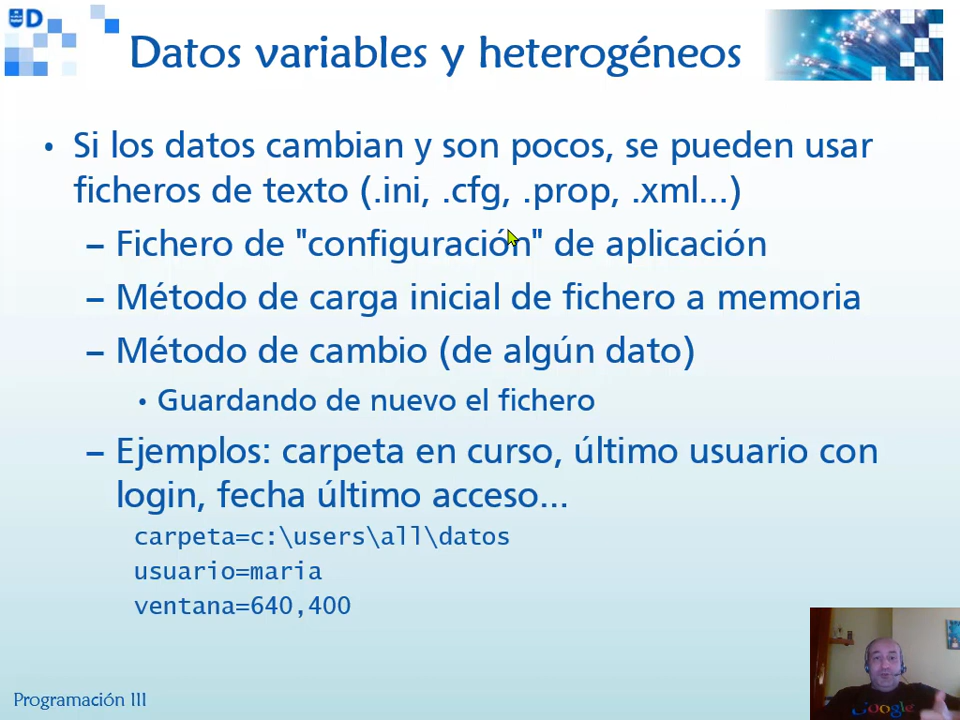 D
Datos variables y heterogéneos
• Si los datos cambian y son pocos, se pueden usar
ficheros de texto (.ini, .cfg, .prop, .xml...)
– Fichero de "configuración" de aplicación
– Método de carga inicial de fichero a memoria
– Método de cambio (de algún dato)
• Guardando de nuevo el fichero
– Ejemplos: carpeta en curso, último usuario con
login, fecha último acceso...
carpeta=c:\users\all\datos
usuario=maria
ventana=640,400
Google
Programación III